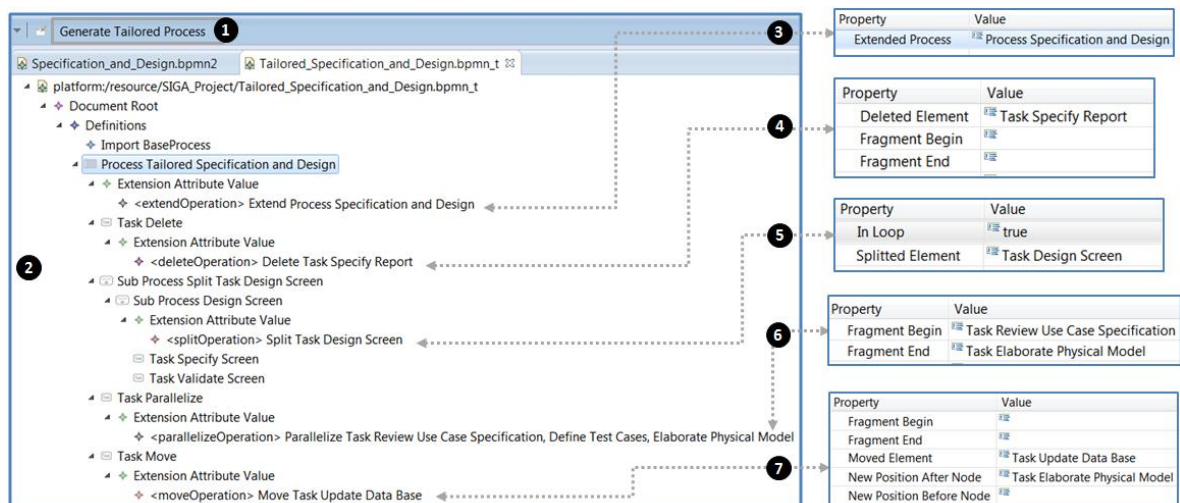 Generate Tailored Process 1
Specification_and_Design.bpmn2 Tailored_Specification_and_Design.bpmn_t
platform:/resource/SIGA_Project/Tailored_Specification_and_Design.bpmn_t
Document Root
Definitions
Import BaseProcess
Process Tailored Specification and Design
Extension Attribute Value
<extendOperation> Extend Process Specification and Design
Task Delete
Extension Attribute Value
<deleteOperation> Delete Task Specify Report
2
Sub Process Split Task Design Screen
Sub Process Design Screen
Extension Attribute Value
<splitOperation> Split Task Design Screen
Task Specify Screen
Task Validate Screen
Task Parallelize
Extension Attribute Value
<parallelizeOperation> Parallelize Task Review Use Case Specification, Define Test Cases, Elaborate Physical Model
Task Move
Extension Attribute Value
<moveOperation> Move Task Update Data Base
3
Property Value
Extended Process Process Specification and Design
4
Property Value
Deleted Element Task Specify Report
Fragment Begin
Fragment End
5
Property Value
In Loop true
Splitted Element Task Design Screen
6
Property Value
Fragment Begin Task Review Use Case Specification
Fragment End Task Elaborate Physical Model
7
Property Value
Fragment Begin
Fragment End
Moved Element Task Update Data Base
New Position After Node Task Elaborate Physical Model
New Position Before Node